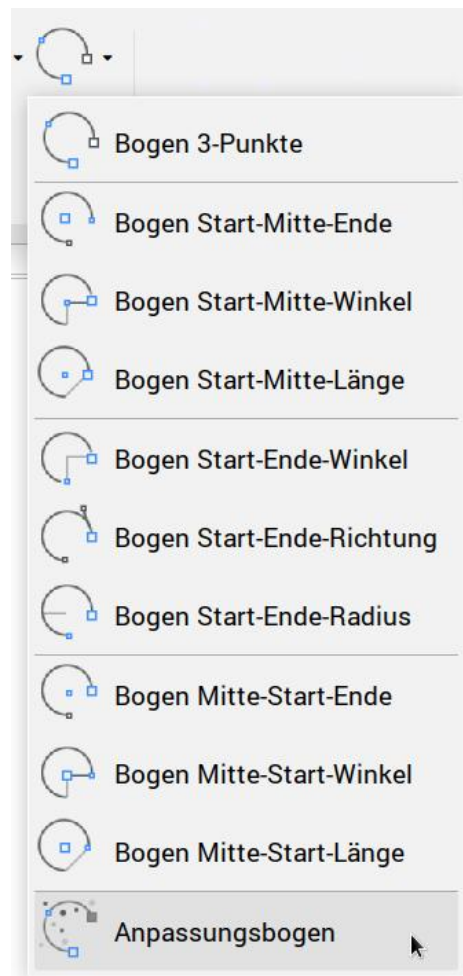 Bogen 3-Punkte
Bogen Start-Mitte-Ende
Bogen Start-Mitte-Winkel
Bogen Start-Mitte-Länge
Bogen Start-Ende-Winkel
Bogen Start-Ende-Richtung
Bogen Start-Ende-Radius
Bogen Mitte-Start-Ende
Bogen Mitte-Start-Winkel
Bogen Mitte-Start-Länge
Anpassungsbogen